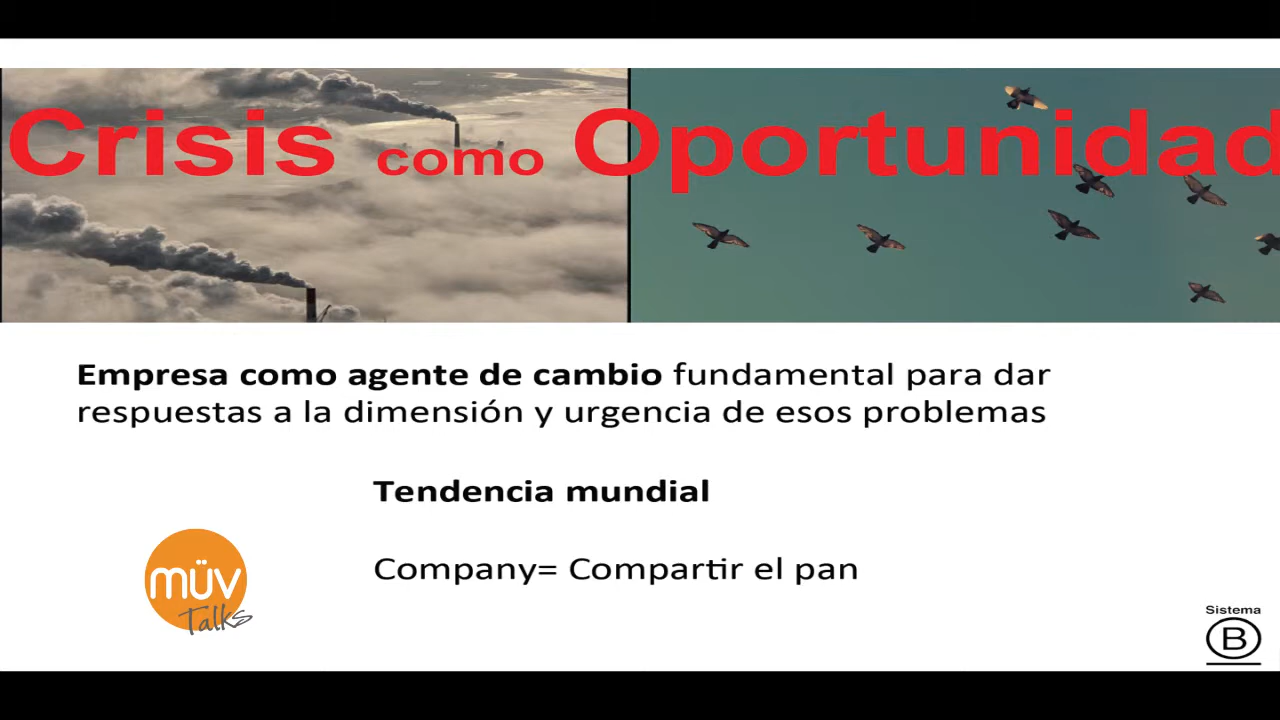 Crisis como Oportunidad
Empresa como agente de cambio fundamental para dar
respuestas a la dimensión y urgencia de esos problemas
Tendencia mundial
Company= Compartir el pan
müv
Talks
Sistema
B